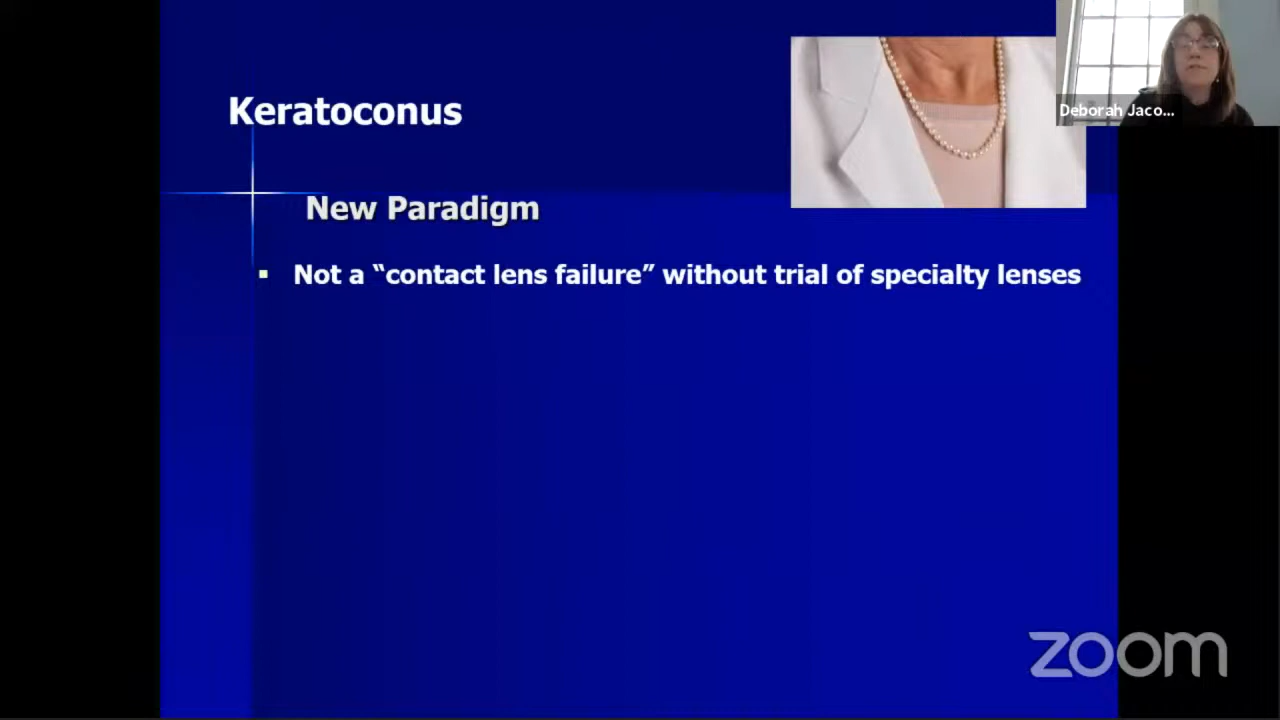 Keratoconus
Deborah Jaco...
New Paradigm
▪ Not a “contact lens failure” without trial of specialty lenses
zoom